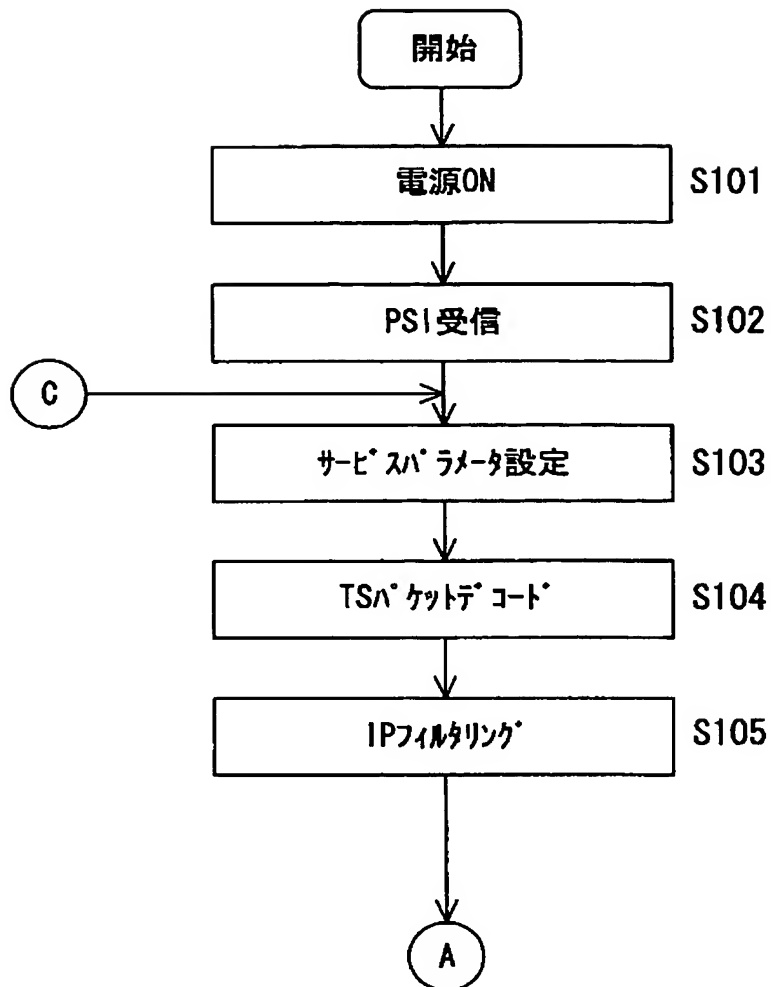 開始
電源ON
S101
PSI受信
S102
C
サービスパラメータ設定
S103
TSパケットデコード
S104
IPフィルタリング
S105
A